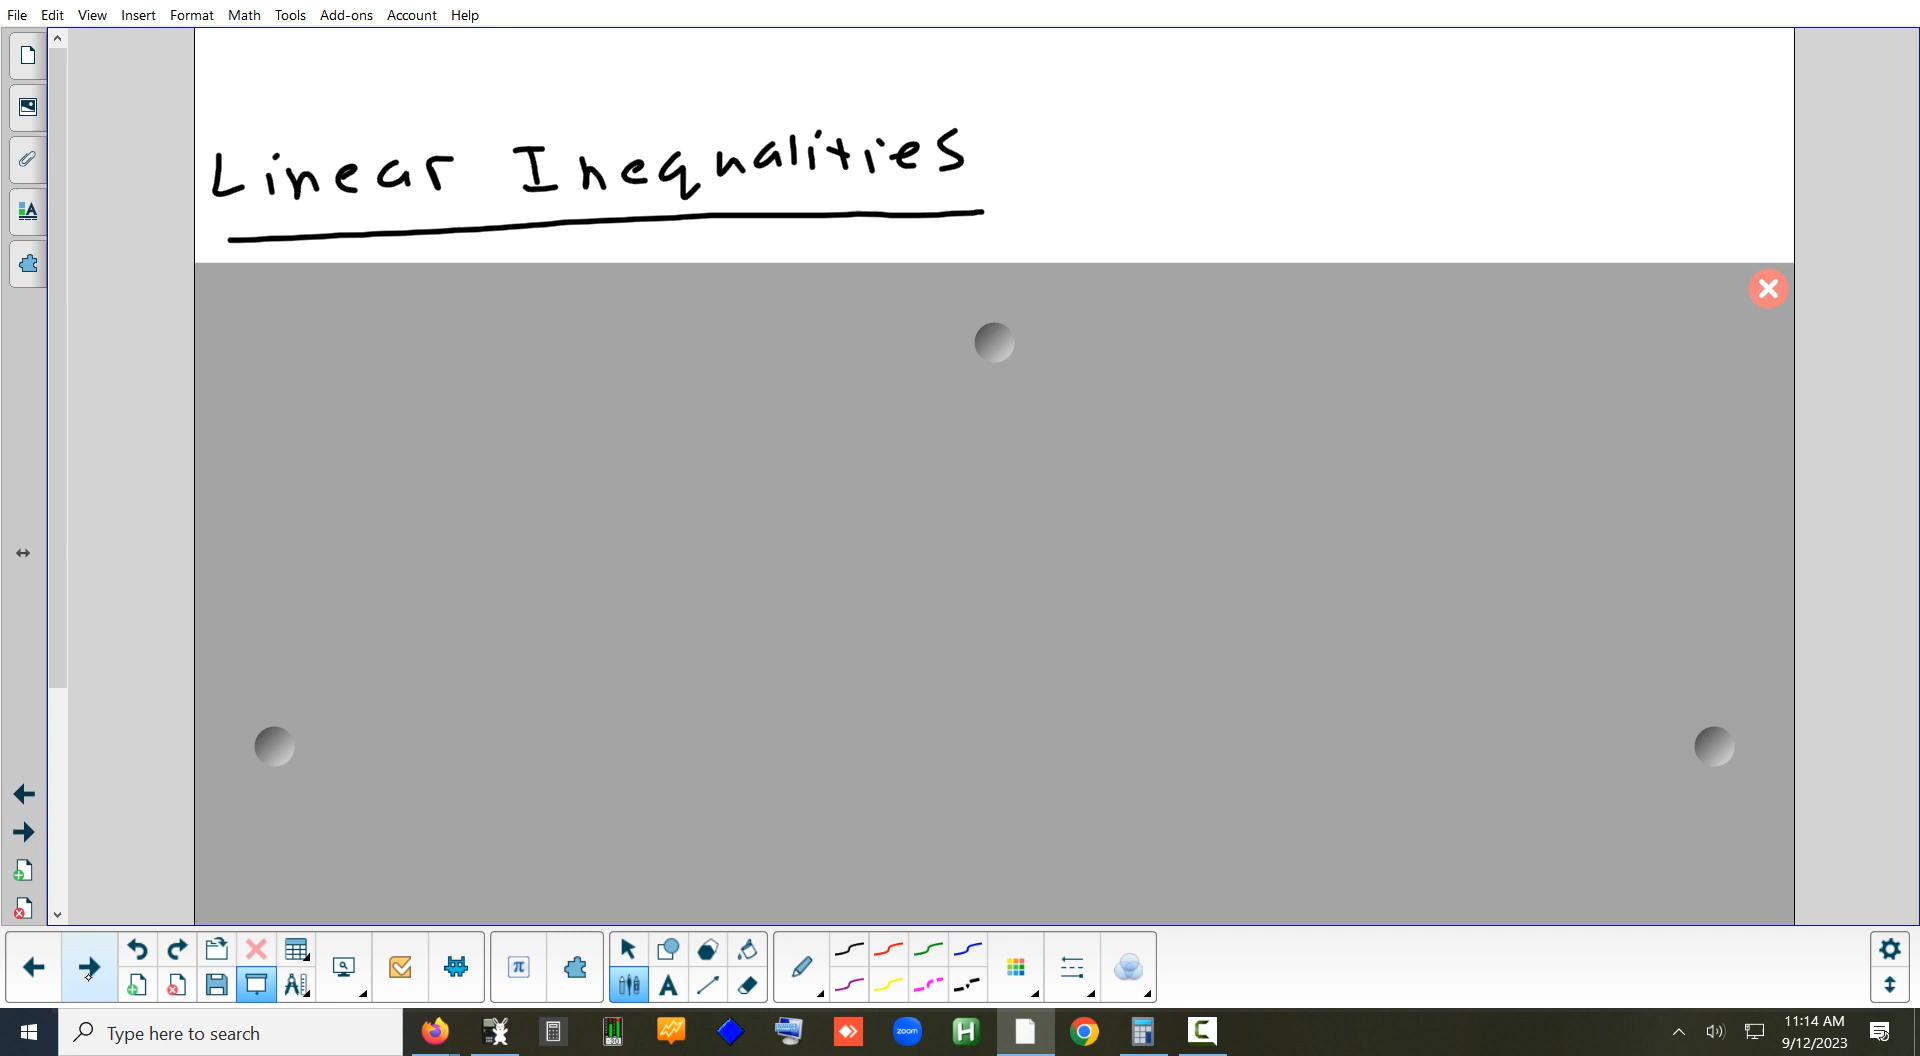 File Edit View Insert Format Math Tools Add-ons Account Help
Linear Inequalities
Type here to search
zoom
11:14 AM
9/12/2023